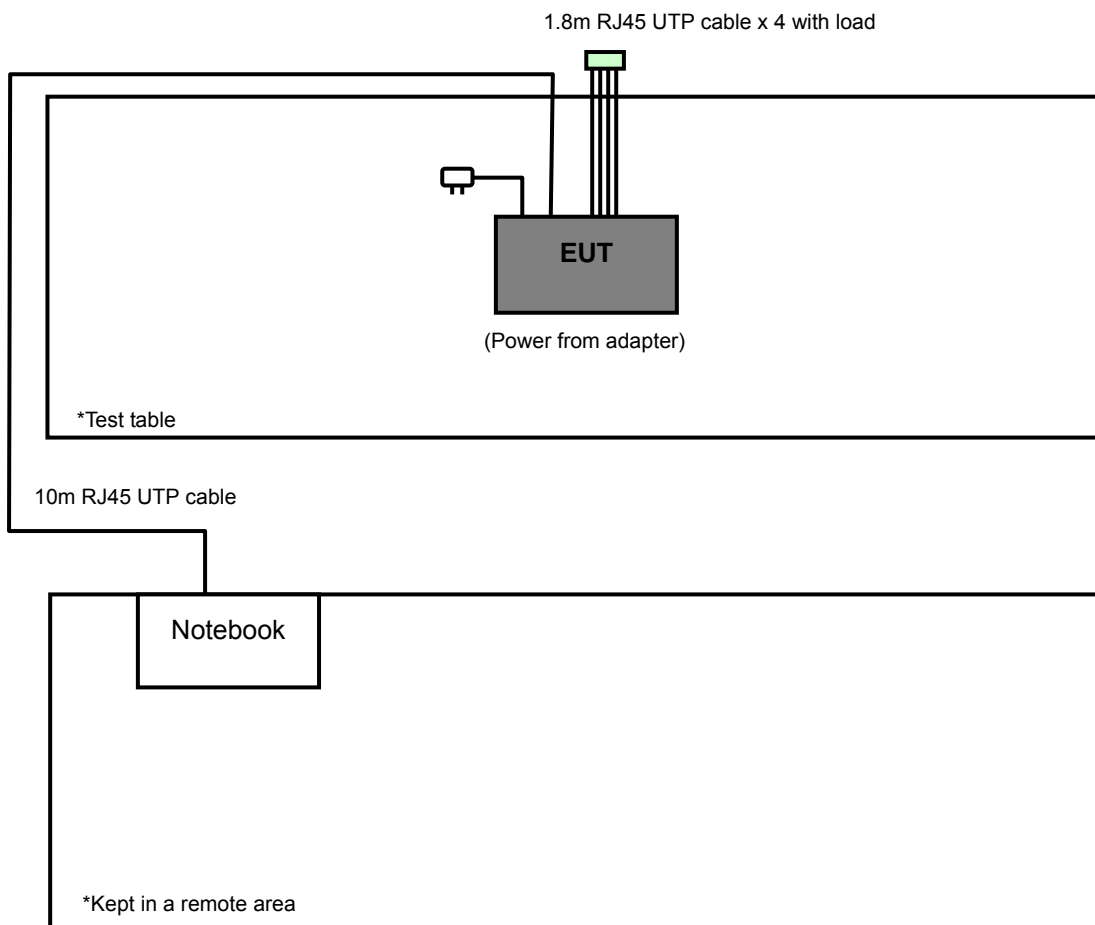 1.8m RJ45 UTP cable x 4 with load
EUT
(Power from adapter)
*Test table
10m RJ45 UTP cable
Notebook
*Kept in a remote area